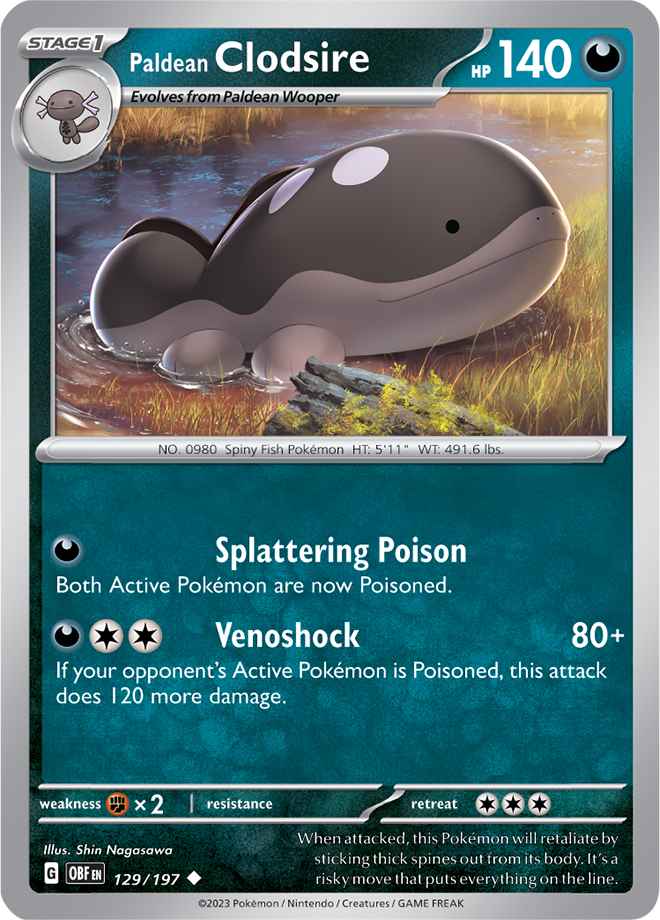 STAGE1
Paldean Clodsire HP 140
Evolves from Paldean Wooper
NO. 0980 Spiny Fish Pokémon HT: 5'11" WT: 491.6 lbs.
Splattering Poison
Both Active Pokémon are now Poisoned.
Venoshock 80+
If your opponent's Active Pokémon is Poisoned, this attack
does 120 more damage.
weakness ×2 resistance retreat
Illus. Shin Nagasawa
G OBF EN 129/197
When attacked, this Pokémon will retaliate by
sticking thick spines out from its body. It's a
risky move that puts everything on the line.
©2023 Pokémon / Nintendo / Creatures / GAME FREAK